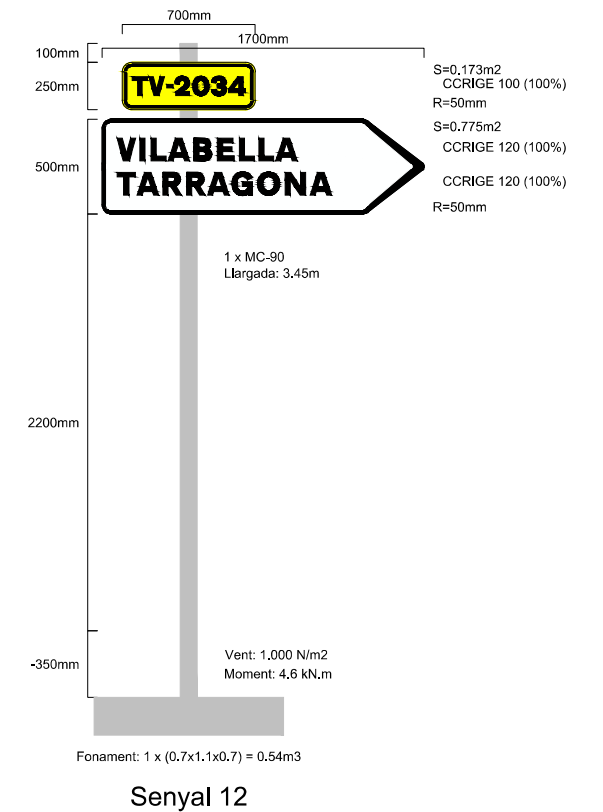 700mm
1700mm
100mm
250mm
TV-2034
S=0.173m2
CCRIGE 100 (100%)
R=50mm
S=0.775m2
500mm
VILABELLA
TARRAGONA
CCRIGE 120 (100%)
CCRIGE 120 (100%)
R=50mm
1 x MC-90
Llargada: 3.45m
2200mm
-350mm
Vent: 1.000 N/m2
Moment: 4.6 kN.m
Fonament: 1 x (0.7x1.1x0.7) = 0.54m3
Senyal 12